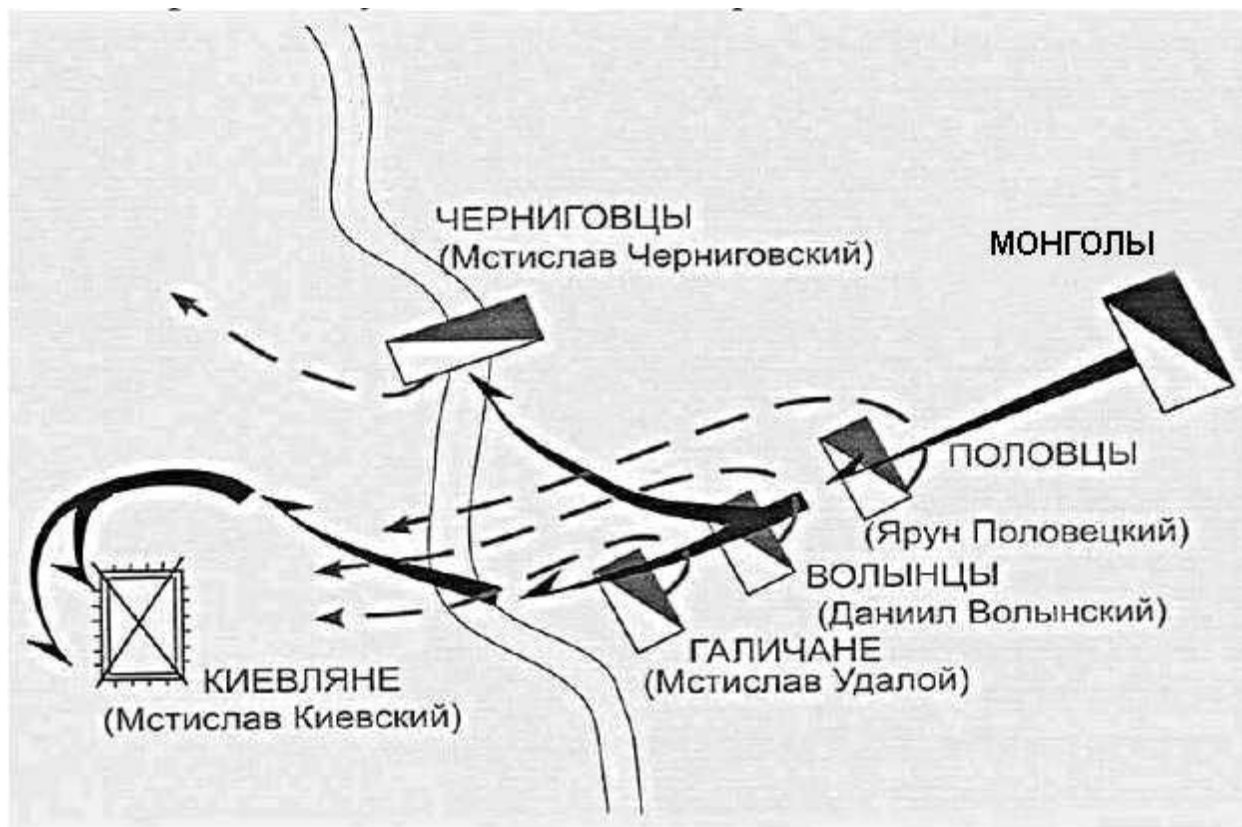 ЧЕРНИГОВЦЫ
(Мстислав Черниговский)
МОНГОЛЫ
ПОЛОВЦЫ
(Ярун Половецкий)
ВОЛЫНЦЫ
(Даниил Волынский)
ГАЛИЧАНЕ
(Мстислав Удалой)
КИЕВЛЯНЕ
(Мстислав Киевский)